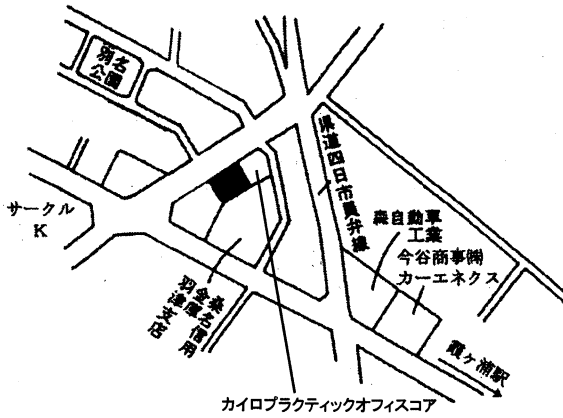 別名
公園
県道四日市員弁線
サークル
K
森自動車
工業
今谷商事㈱
カーエネクス
桑名信用
金庫
羽津支店
霞ヶ浦駅
カイロプラクティックオフィスコア